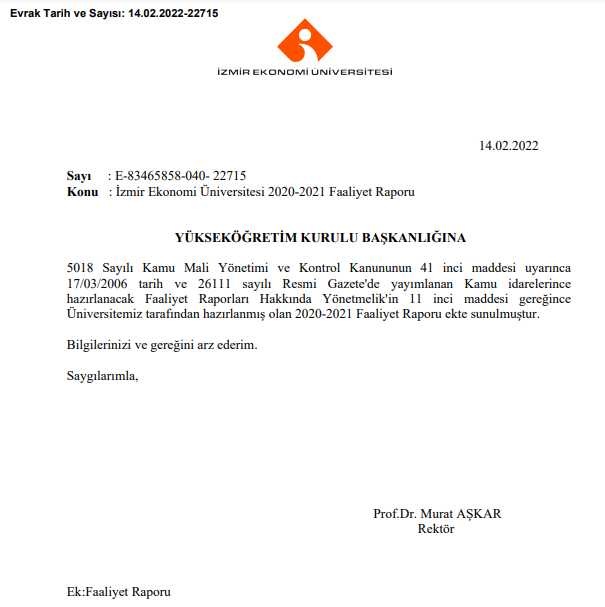 Evrak Tarih ve Sayısı: 14.02.2022-22715
İZMİR EKONOMİ ÜNİVERSİTESİ
14.02.2022
Sayı : E-83465858-040- 22715
Konu : İzmir Ekonomi Üniversitesi 2020-2021 Faaliyet Raporu
YÜKSEKÖĞRETİM KURULU BAŞKANLIĞINA
5018 Sayılı Kamu Mali Yönetimi ve Kontrol Kanununun 41 inci maddesi uyarınca
17/03/2006 tarih ve 26111 sayılı Resmi Gazete'de yayımlanan Kamu idarelerince
hazırlanacak Faaliyet Raporları Hakkında Yönetmelik'in 11 inci maddesi gereğince
Üniversitemiz tarafından hazırlanmış olan 2020-2021 Faaliyet Raporu ekte sunulmuştur.
Bilgilerinizi ve gereğini arz ederim.
Saygılarımla,
Prof.Dr. Murat AŞKAR
Rektör
Ek:Faaliyet Raporu